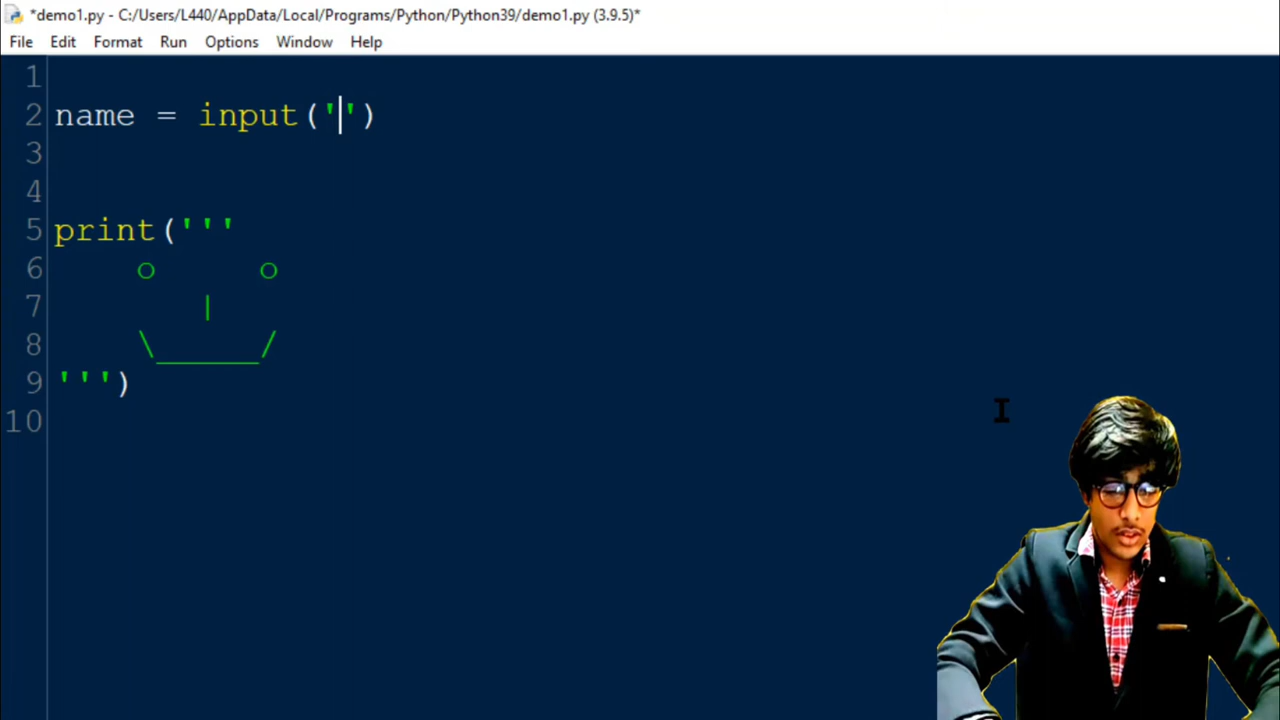 *demo1.py - C:/Users/L440/AppData/Local/Programs/Python/Python39/demo1.py (3.9.5)*
File Edit Format Run Options Window Help
1
2 name = input('')
3
4
5 print('''
6      o       o
7          |
8      \______/
9 ''')
10